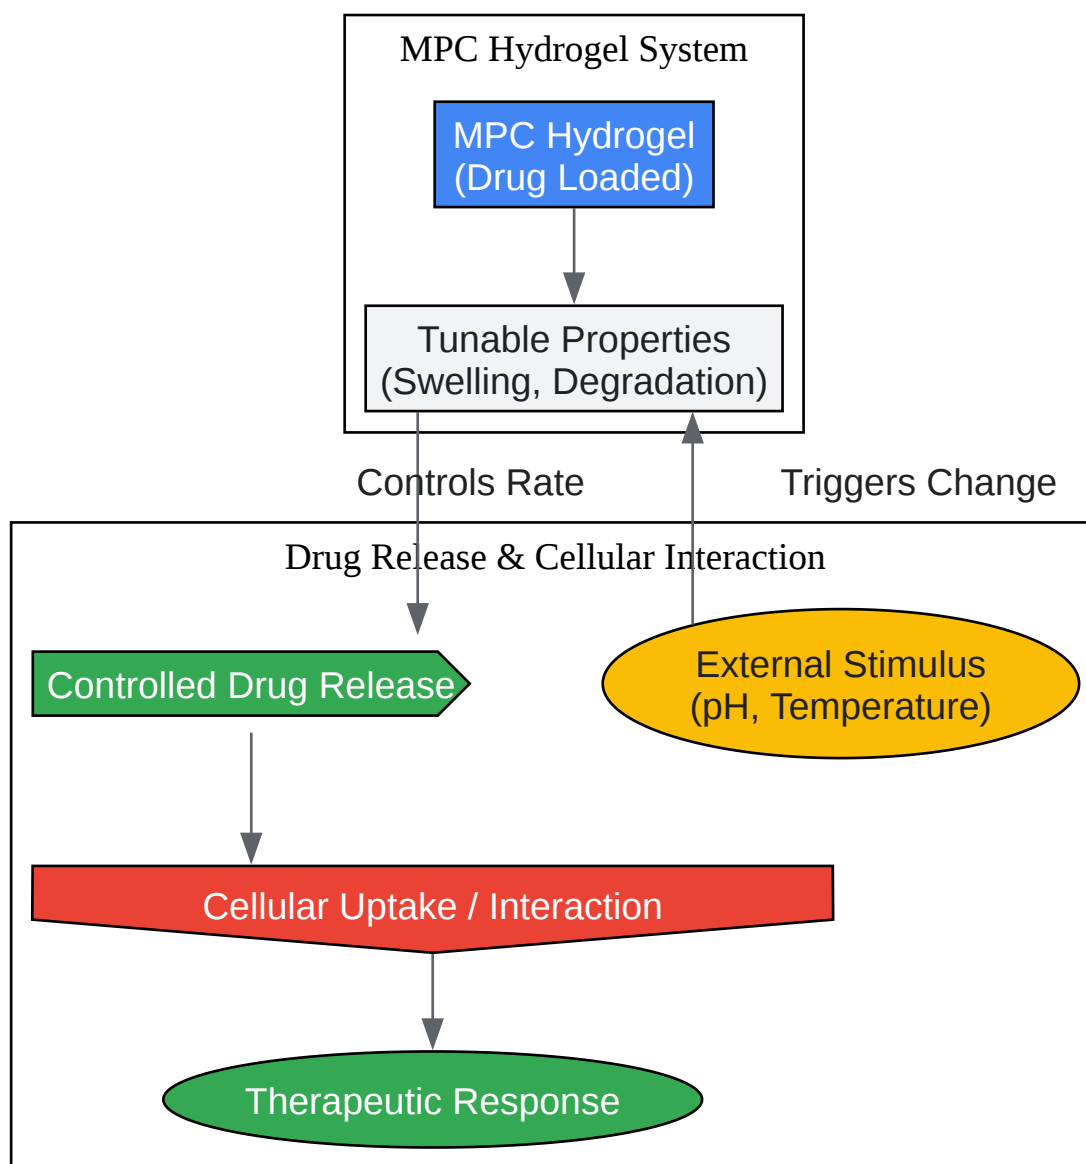 MPC Hydrogel System
MPC Hydrogel
(Drug Loaded)
Tunable Properties
(Swelling, Degradation)
Controls Rate
Triggers Change
Drug Release & Cellular Interaction
Controlled Drug Release
External Stimulus
(pH, Temperature)
Cellular Uptake / Interaction
Therapeutic Response